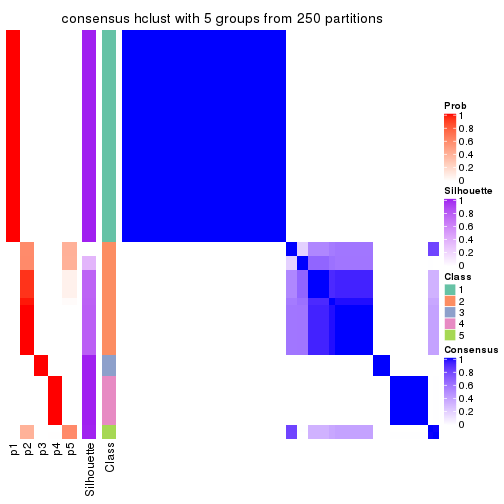 consensus hclust with 5 groups from 250 partitions
Prob
1
0.8
0.6
0.4
0.2
0
Silhouette
1
0.8
0.6
0.4
0.2
0
Class
1
2
3
4
5
Consensus
1
0.8
0.6
0.4
0.2
0
p1
p2
p3
p4
p5
Silhouette
Class